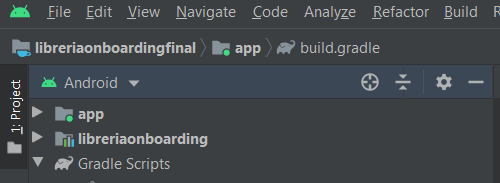 File Edit View Navigate Code Analyze Refactor Build
libreriaonboardingfinal app build.gradle
1: Project
Android
app
libreriaonboarding
Gradle Scripts